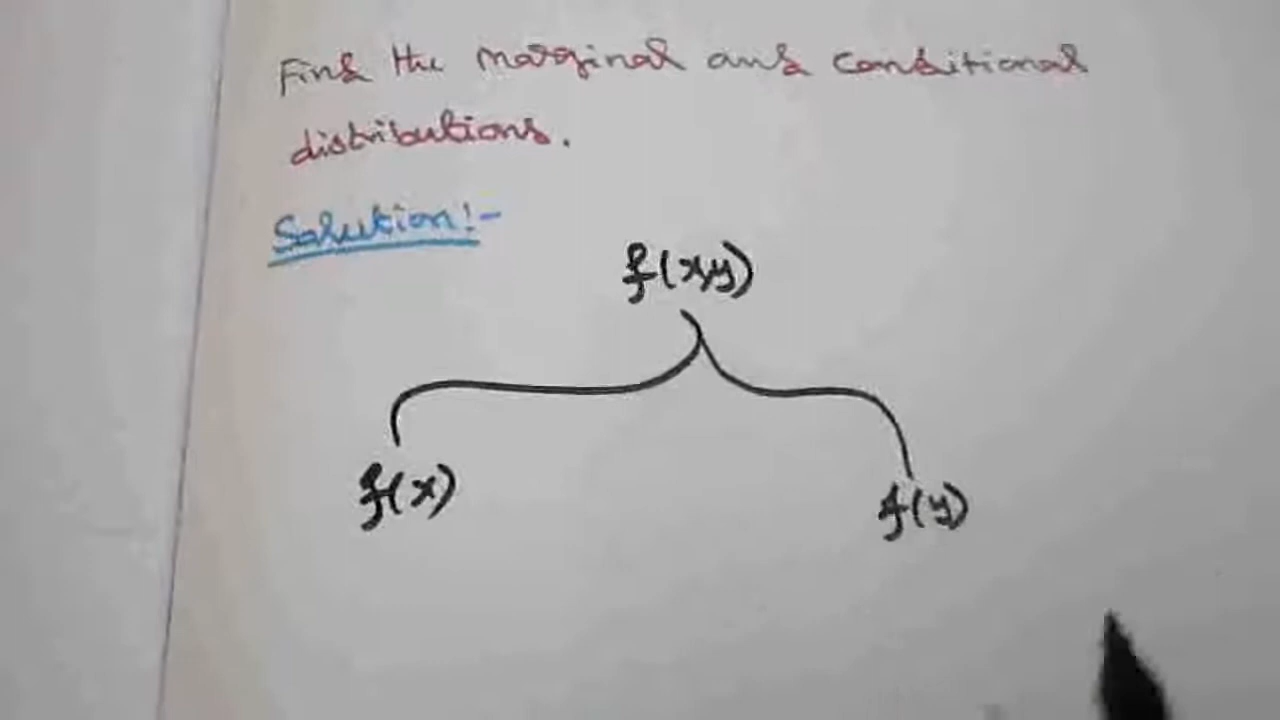 Find the marginal and conditional
distributions.
Solution:-
f(x,y)
f(x)
f(y)